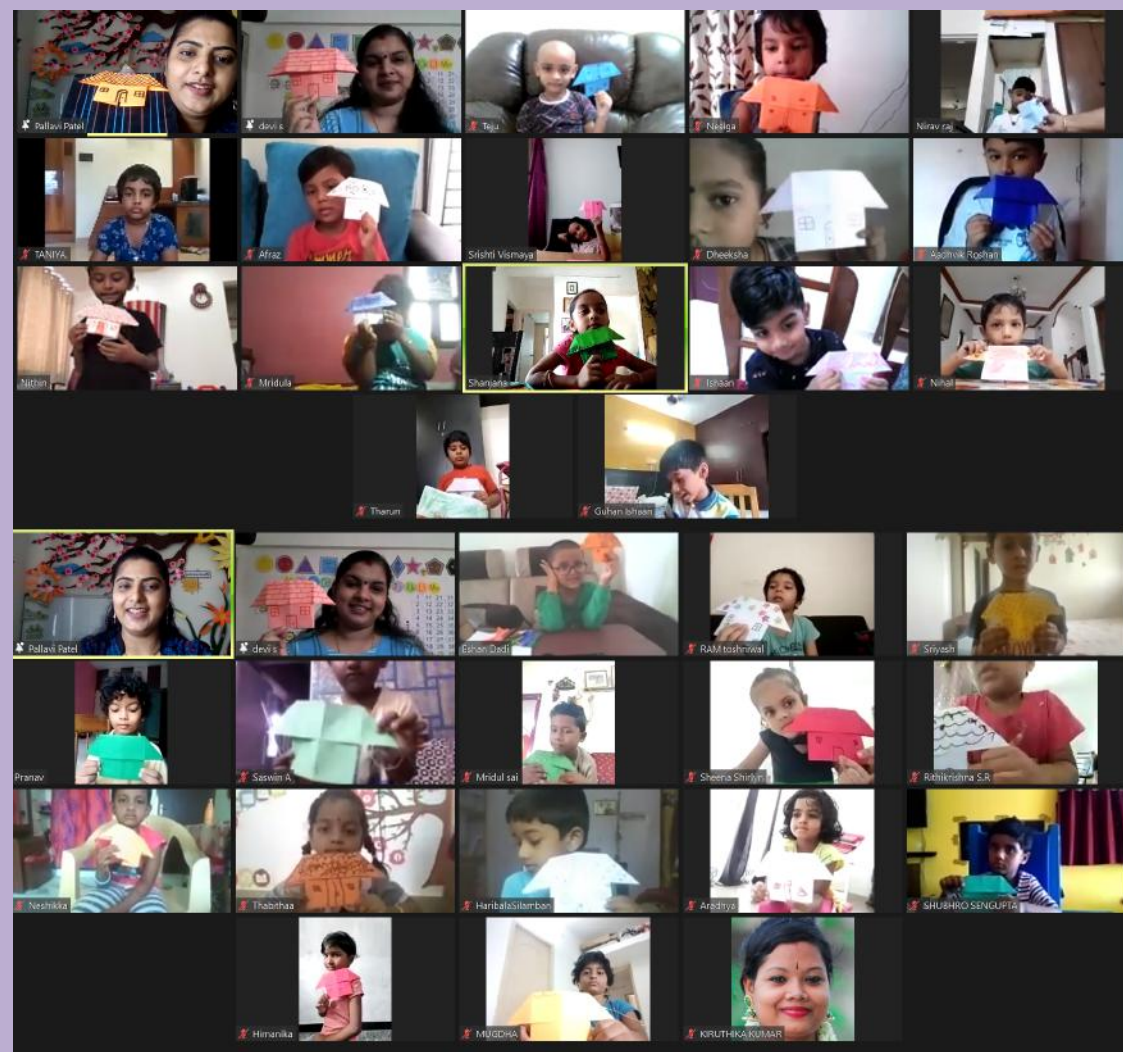 Pallavi Patel
devi s
Teju
Nesiga
Nirav raj
TANIYA
Afraz
Srishti Vismaya
Dheeksha
Aadhvik Roshan
Nithin
Mridula
Shanjana
Ishaan
Nihal
Tharun
Guhan Ishaan
Pallavi Patel
devi s
Eshan Dadi
RAM toshniwal
Sriyash
Pranav
Saswin A
Mridul sai
Sheena Shirlyn
Rithikrishna S.R
Neshikka
Thabithaa
HaribalaSilamban
Aradhya
SHUBHRO SENGUPTA
Himanika
MUGDHA
KIRUTHIKA KUMAR